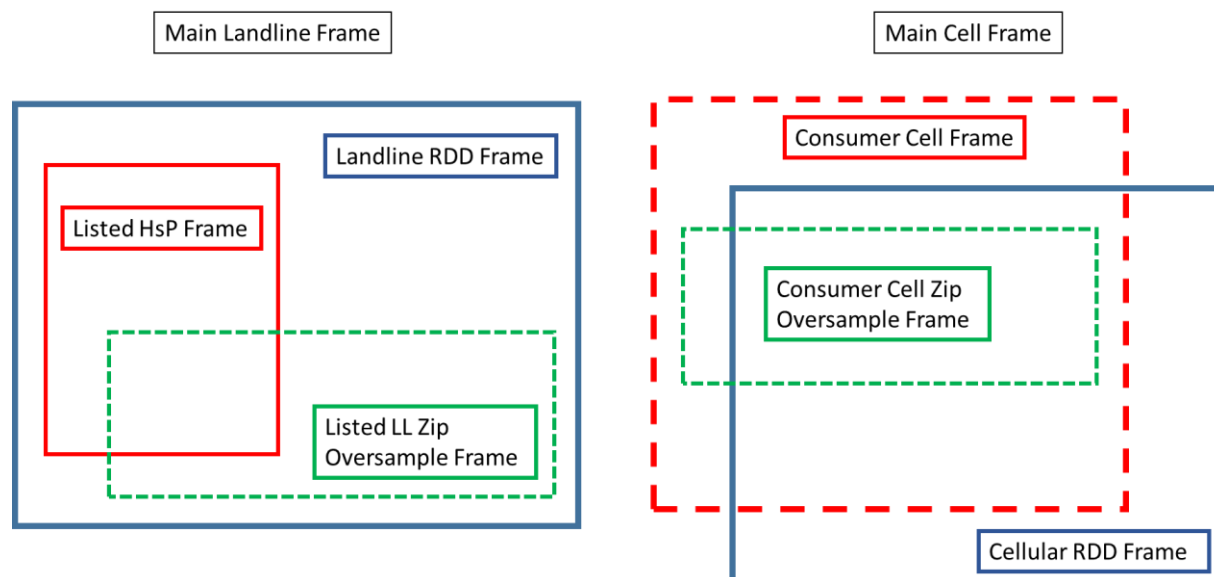 Main Landline Frame
Main Cell Frame
Landline RDD Frame
Listed HsP Frame
Listed LL Zip
Oversample Frame
Consumer Cell Frame
Consumer Cell Zip
Oversample Frame
Cellular RDD Frame